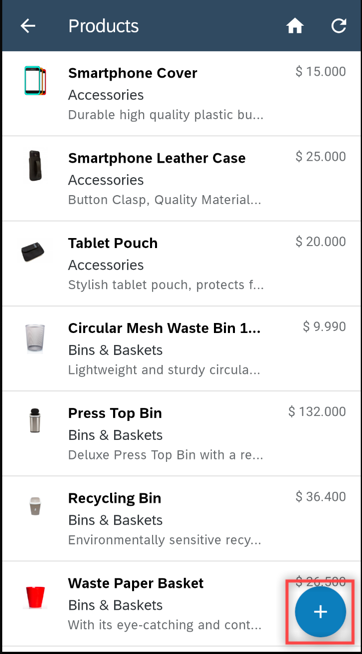 Products
Smartphone Cover
$ 15.000
Accessories
Durable high quality plastic bu...
Smartphone Leather Case
$ 25.000
Accessories
Button Clasp, Quality Material...
Tablet Pouch
$ 20.000
Accessories
Stylish tablet pouch, protects f...
Circular Mesh Waste Bin 1...
$ 9.990
Bins & Baskets
Lightweight and sturdy circula...
Press Top Bin
$ 132.000
Bins & Baskets
Deluxe Press Top Bin with a re...
Recycling Bin
$ 36.400
Bins & Baskets
Environmentally sensitive recy...
Waste Paper Basket
$ 26.500
Bins & Baskets
With its eye-catching and cont...